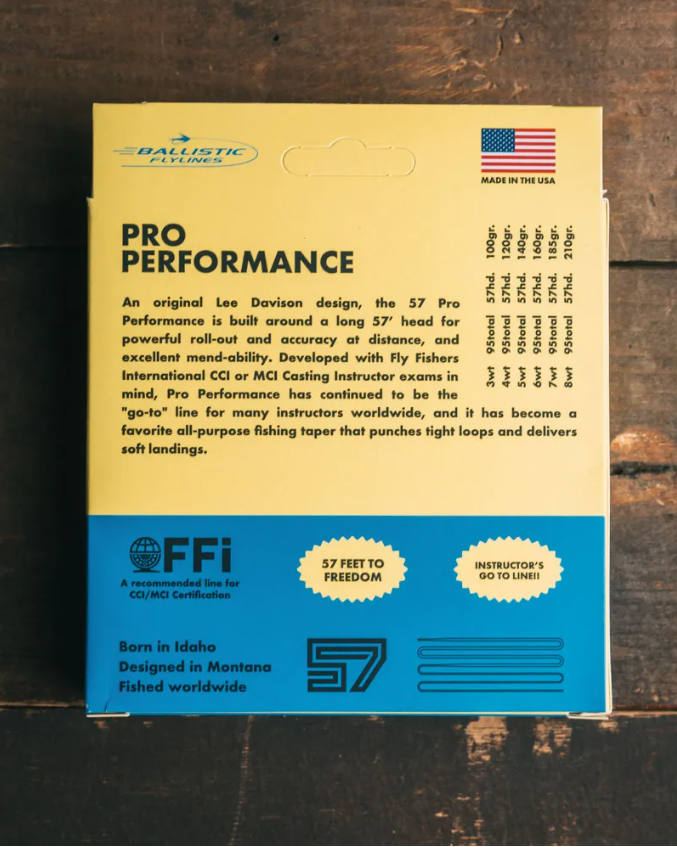 BALLISTIC
FLYLINES
MADE IN THE USA
PRO
PERFORMANCE
An original Lee Davison design, the 57 Pro
Performance is built around a long 57' head for
powerful roll-out and accuracy at distance, and
excellent mend-ability. Developed with Fly Fishers
International CCI or MCI Casting Instructor exams in
mind, Pro Performance has continued to be the
"go-to" line for many instructors worldwide, and it has become a
favorite all-purpose fishing taper that punches tight loops and delivers
soft landings.
3wt 95total 57hd. 100gr.
4wt 95total 57hd. 120gr.
5wt 95total 57hd. 140gr.
6wt 95total 57hd. 160gr.
7wt 95total 57hd. 185gr.
8wt 95total 57hd. 210gr.
FFi
A recommended line for
CCI/MCI Certification
57 FEET TO
FREEDOM
INSTRUCTOR'S
GO TO LINE!!
Born in Idaho
Designed in Montana
Fished worldwide
57